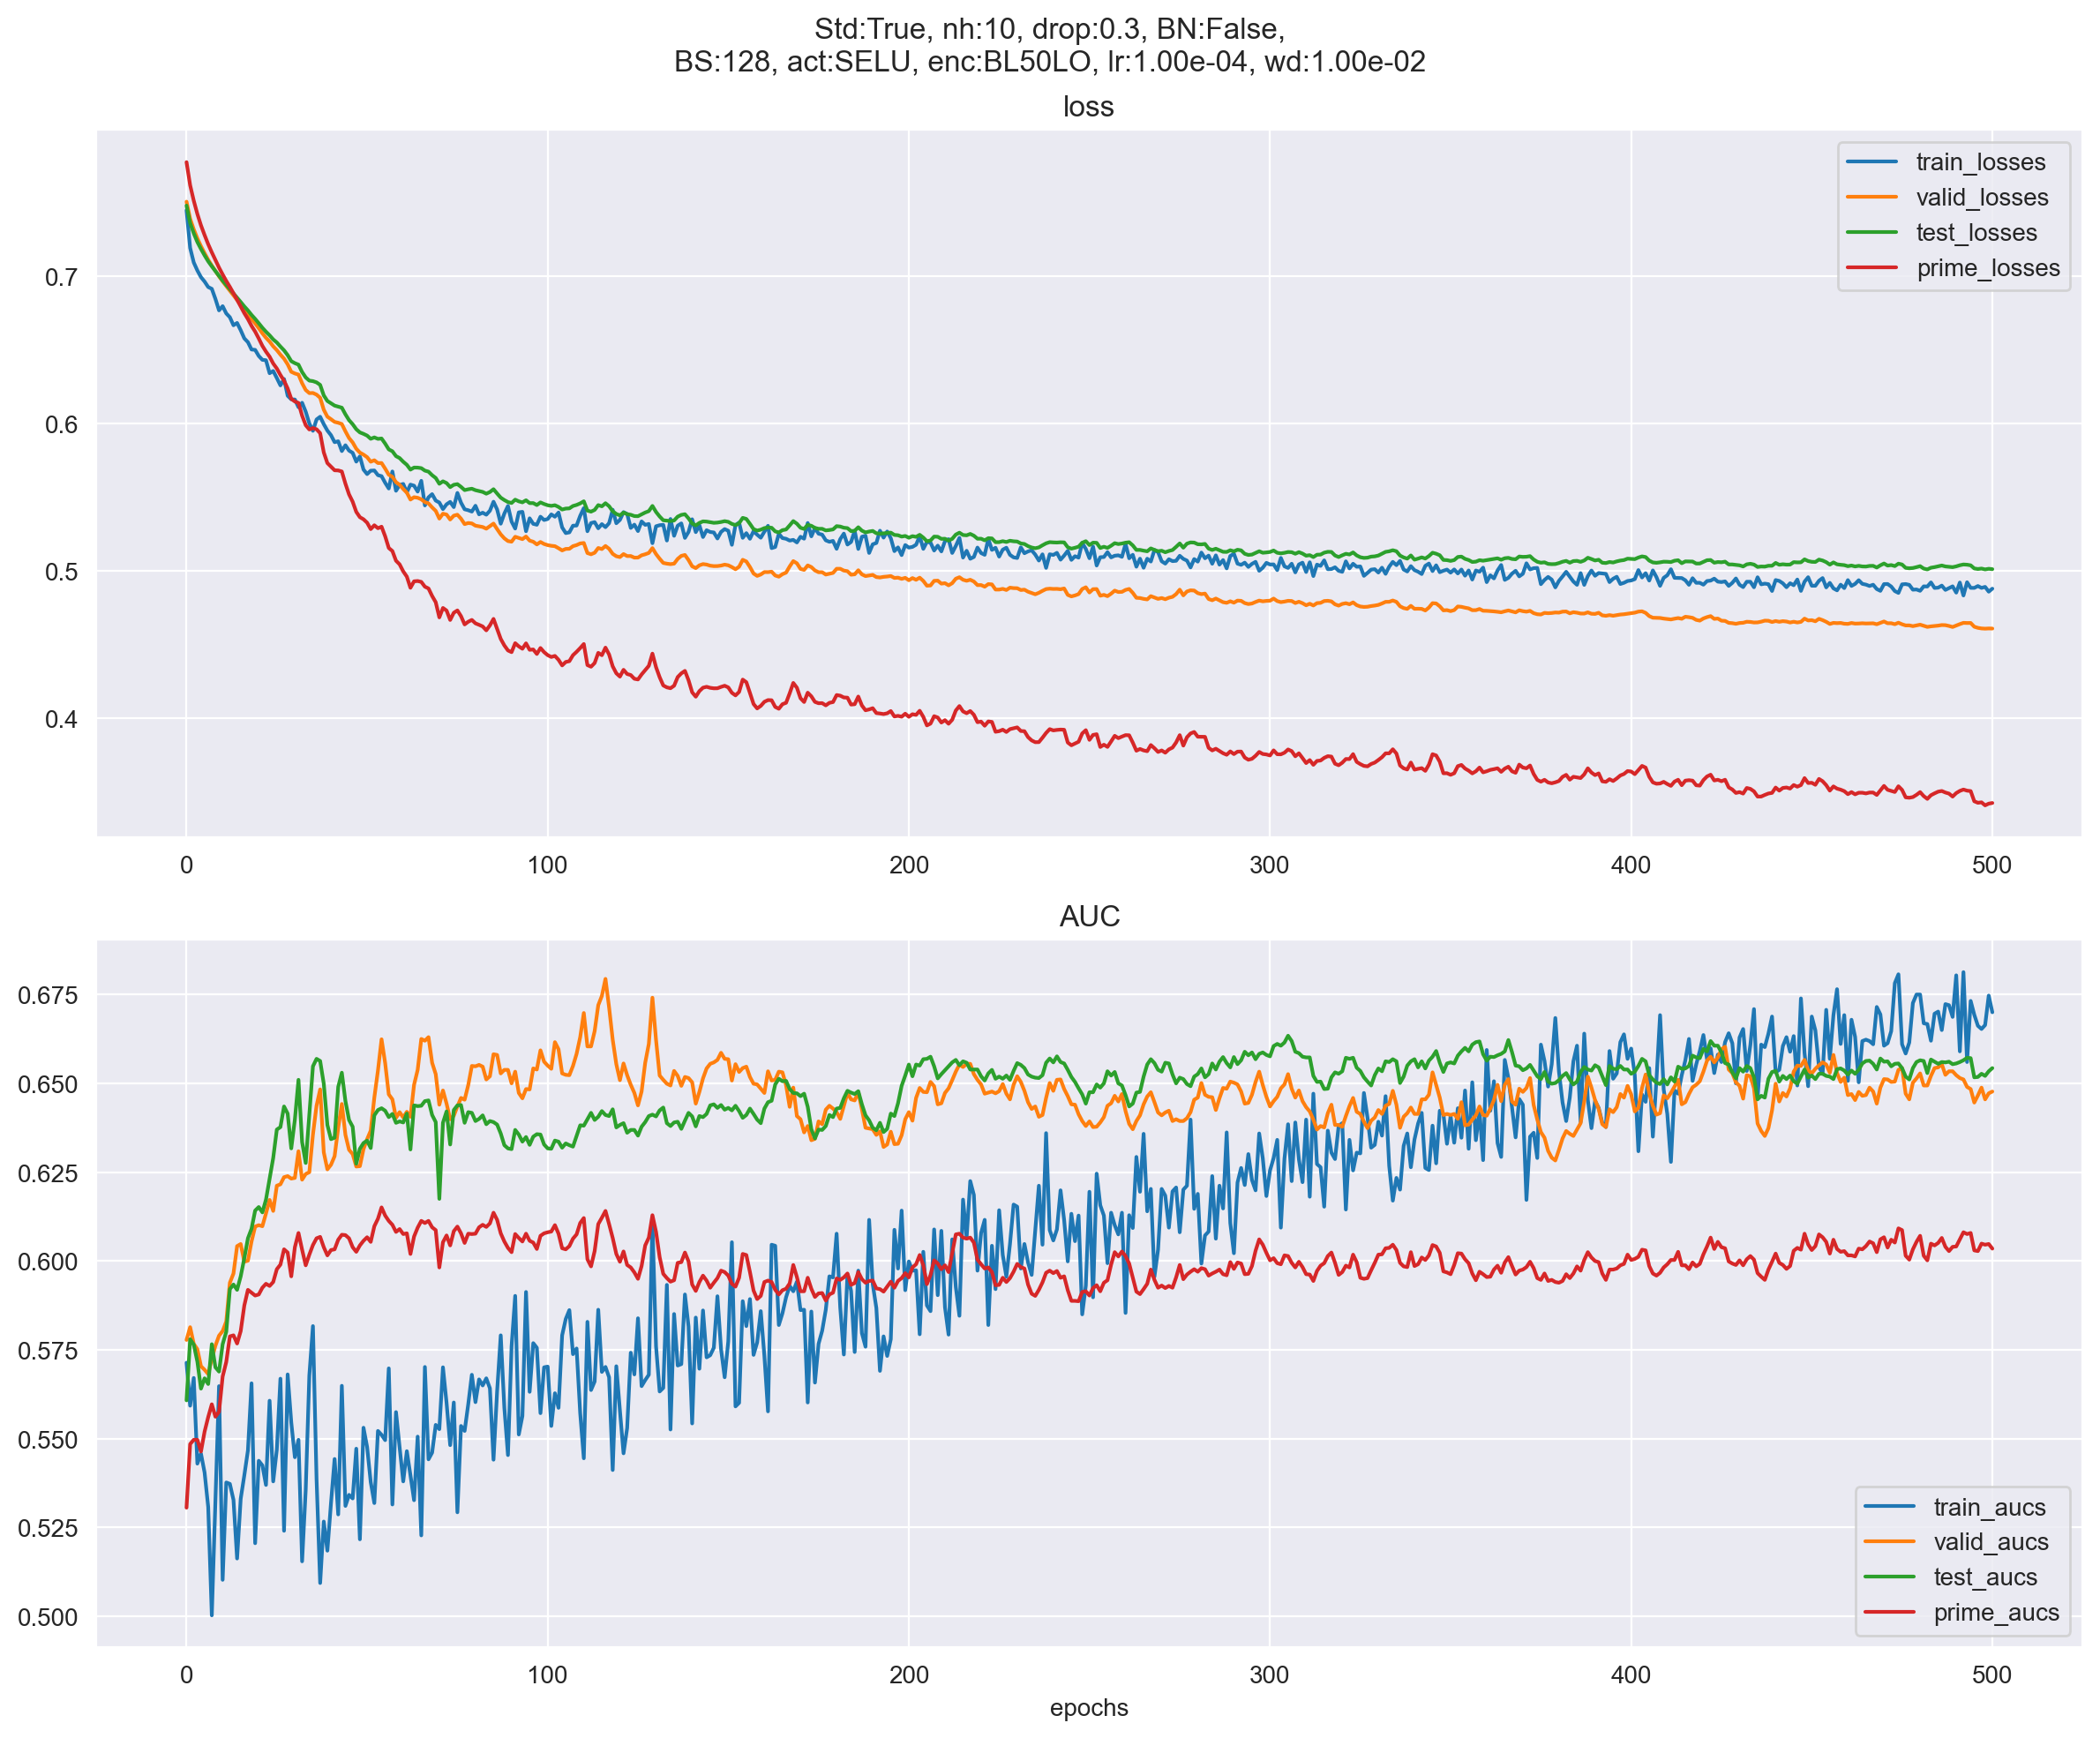 Std:True, nh:10, drop:0.3, BN:False,
BS:128, act:SELU, enc:BL50LO, lr:1.00e-04, wd:1.00e-02
loss
train_losses
valid_losses
test_losses
prime_losses
0.7
0.6
0.5
0.4
0 100 200 300 400 500
AUC
0.675
0.650
0.625
0.600
0.575
0.550
0.525
0.500
train_aucs
valid_aucs
test_aucs
prime_aucs
0 100 200 300 400 500
epochs